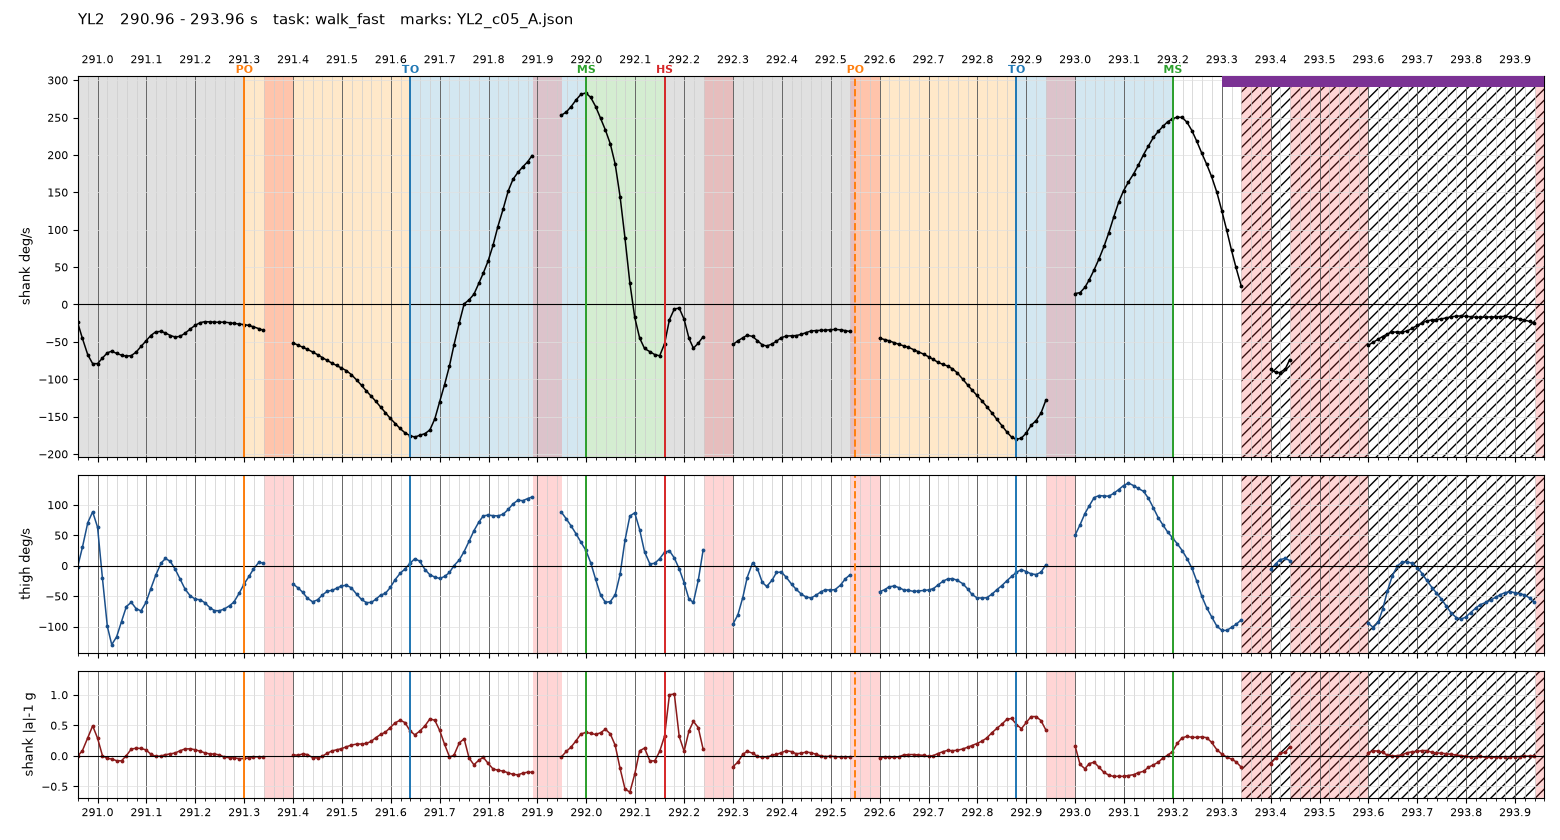 YL2   290.96 - 293.96 s   task: walk_fast   marks: YL2_c05_A.json
291.0 291.1 291.2 291.3 291.4 291.5 291.6 291.7 291.8 291.9 292.0 292.1 292.2 292.3 292.4 292.5 292.6 292.7 292.8 292.9 293.0 293.1 293.2 293.3 293.4 293.5 293.6 293.7 293.8 293.9
PO TO MS HS PO TO MS
300
250
200
150
100
50
0
−50
−100
−150
−200
shank deg/s
100
50
0
−50
−100
thigh deg/s
1.0
0.5
0.0
−0.5
shank |a|-1 g
291.0 291.1 291.2 291.3 291.4 291.5 291.6 291.7 291.8 291.9 292.0 292.1 292.2 292.3 292.4 292.5 292.6 292.7 292.8 292.9 293.0 293.1 293.2 293.3 293.4 293.5 293.6 293.7 293.8 293.9